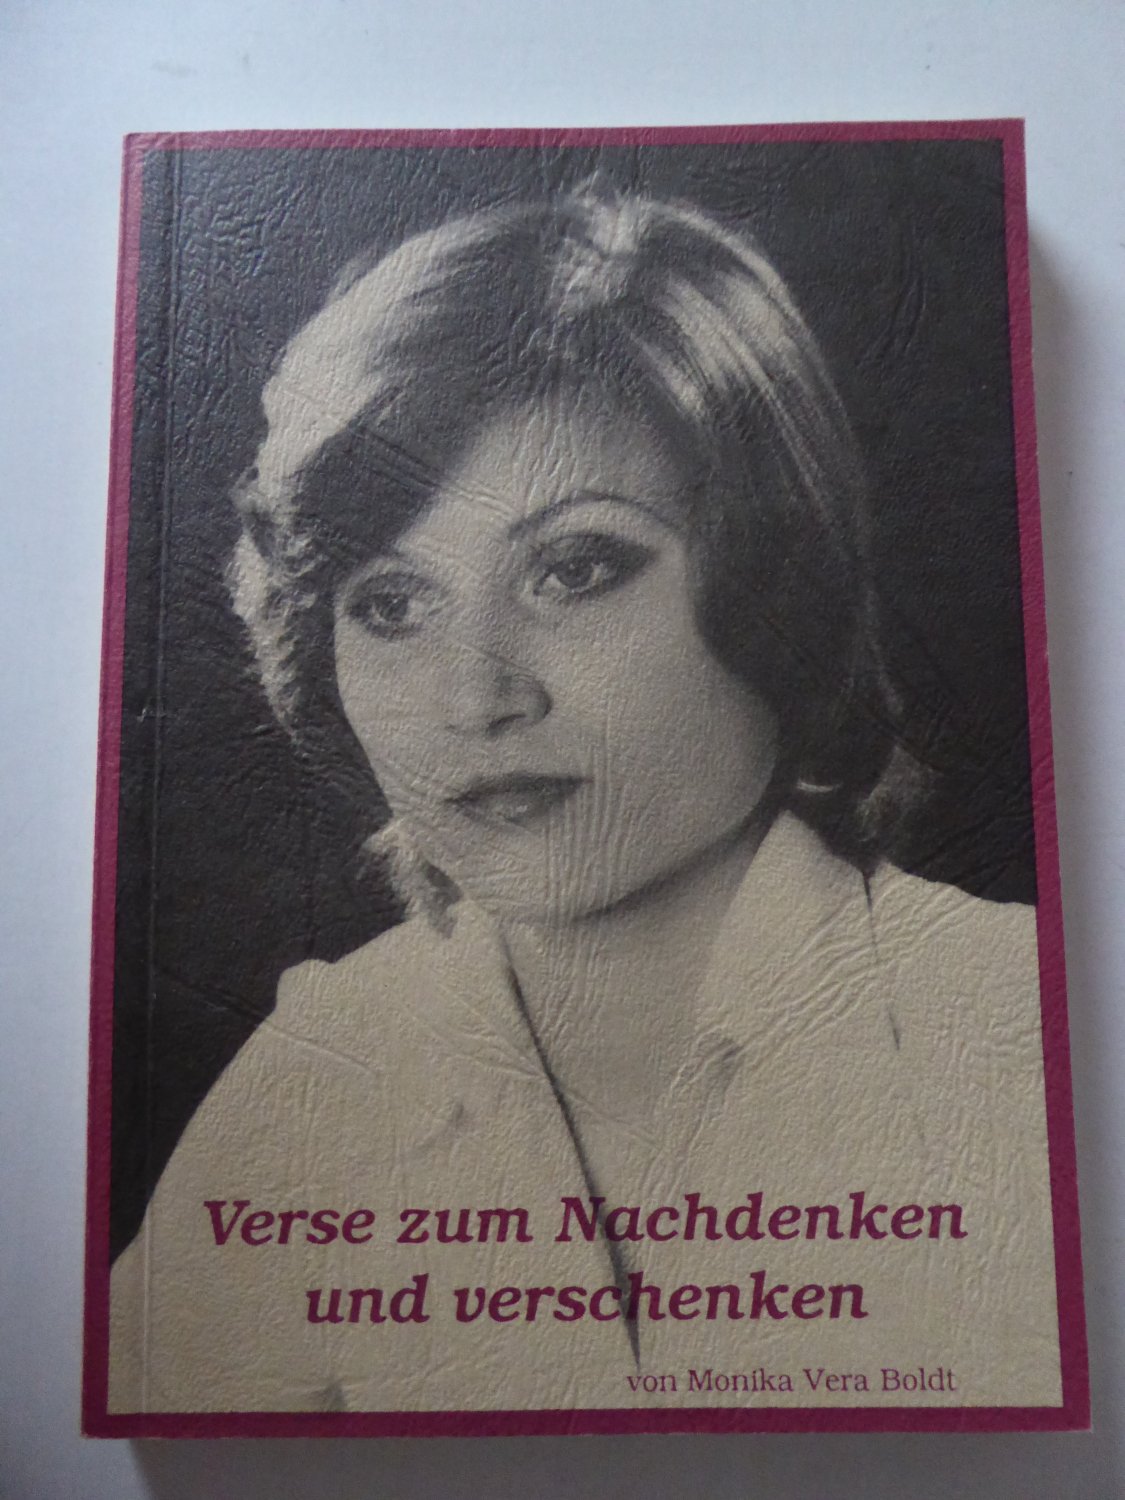 Verse zum Nachdenken
und verschenken
von Monika Vera Boldt